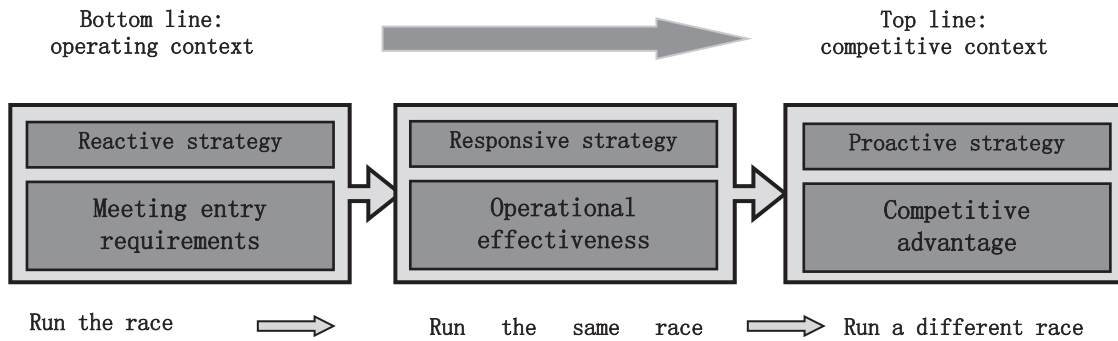 Bottom line:
operating context
Top line:
competitive context
Reactive strategy
Meeting entry
requirements
Responsive strategy
Operational
effectiveness
Proactive strategy
Competitive
advantage
Run the race
Run the same race
Run a different race